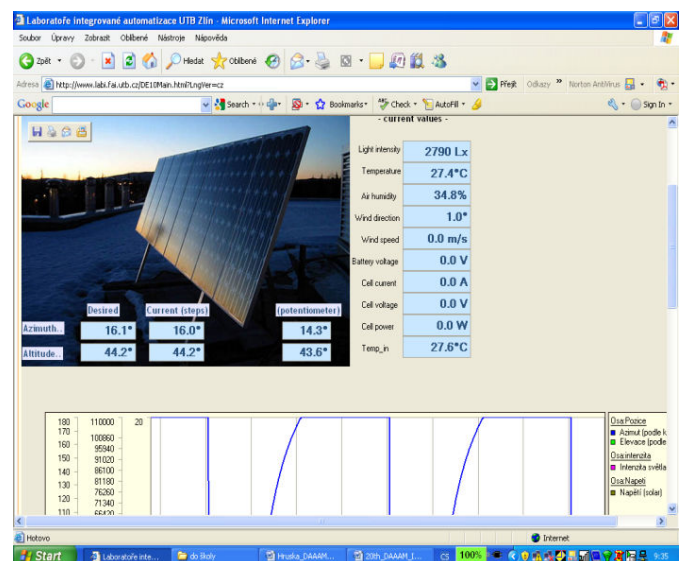 Laboratoře integrované automatizace UTB Zlín - Microsoft Internet Explorer
Soubor Úpravy Zobrazit Oblíbené Nástroje Nápověda
Zpět Hledat Oblíbené
Adresa http://www.labi.fai.utb.cz/DE10Main.html?LngVer=cz Přejít Odkazy » Norton AntiVirus
Google Search Bookmarks Check AutoFill Sign In
- current values -
Light intensity 2790 Lx
Temperature 27.4°C
Air humidity 34.8%
Wind direction 1.0°
Wind speed 0.0 m/s
Battery voltage 0.0 V
Cell current 0.0 A
Cell voltage 0.0 V
Cell power 0.0 W
Temp_in 27.6°C
Desired Current (steps) (potentiometer)
Azimuth.. 16.1° 16.0° 14.3°
Altitude.. 44.2° 44.2° 43.6°
180 110000 20
170 100860
160 95940
150 91020
140 86100
130 81180
120 76260
71340
110 66420
Osa Pozice
Azimut (podle k
Elevace (podle
Osa intenzita
Intenzita světla
Osa Napětí
Napětí (solar)
Hotovo Internet
Start Laboratoře inte... do školy Hruska_DAAAM... 20th_DAAAM_I... CS 100% 9:35